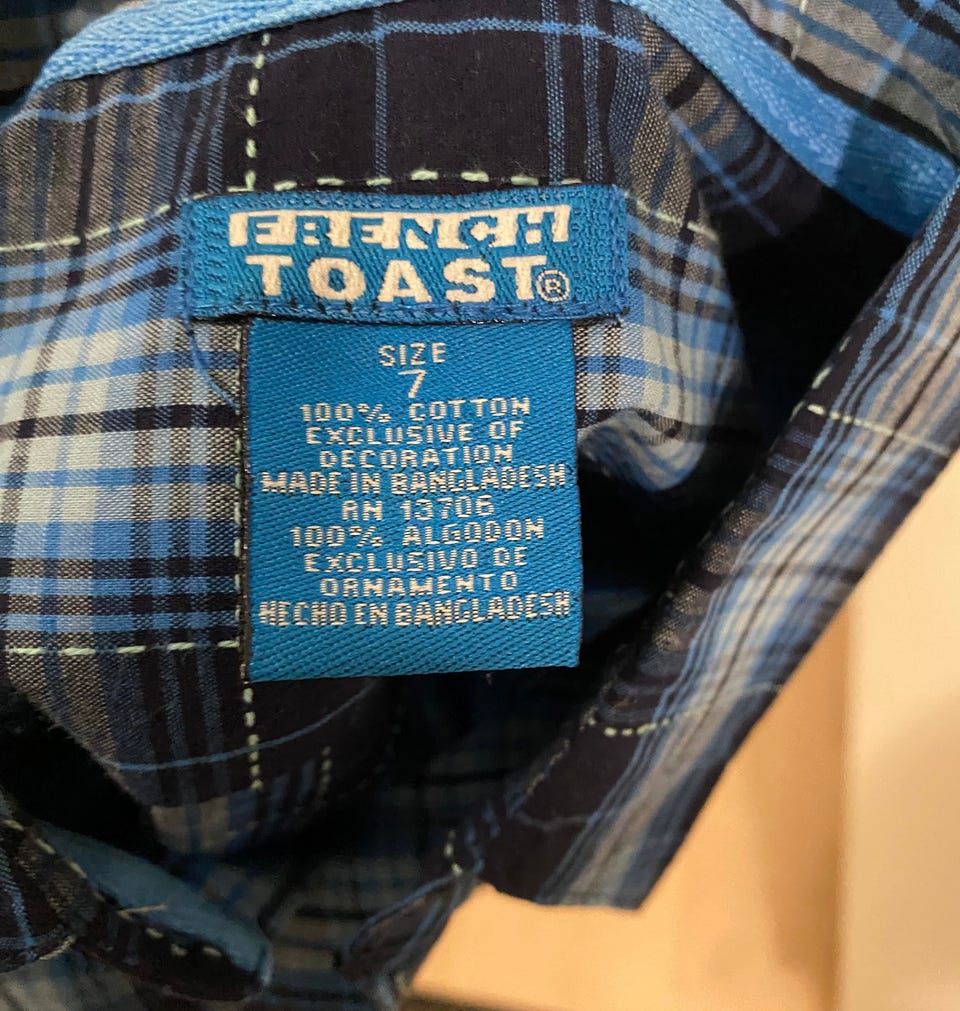 FRENCH
TOAST®
SIZE
7
100% COTTON
EXCLUSIVE OF
DECORATION
MADE IN BANGLADESH
RN 13706
100% ALGODON
EXCLUSIVO DE
ORNAMENTO
HECHO EN BANGLADESH